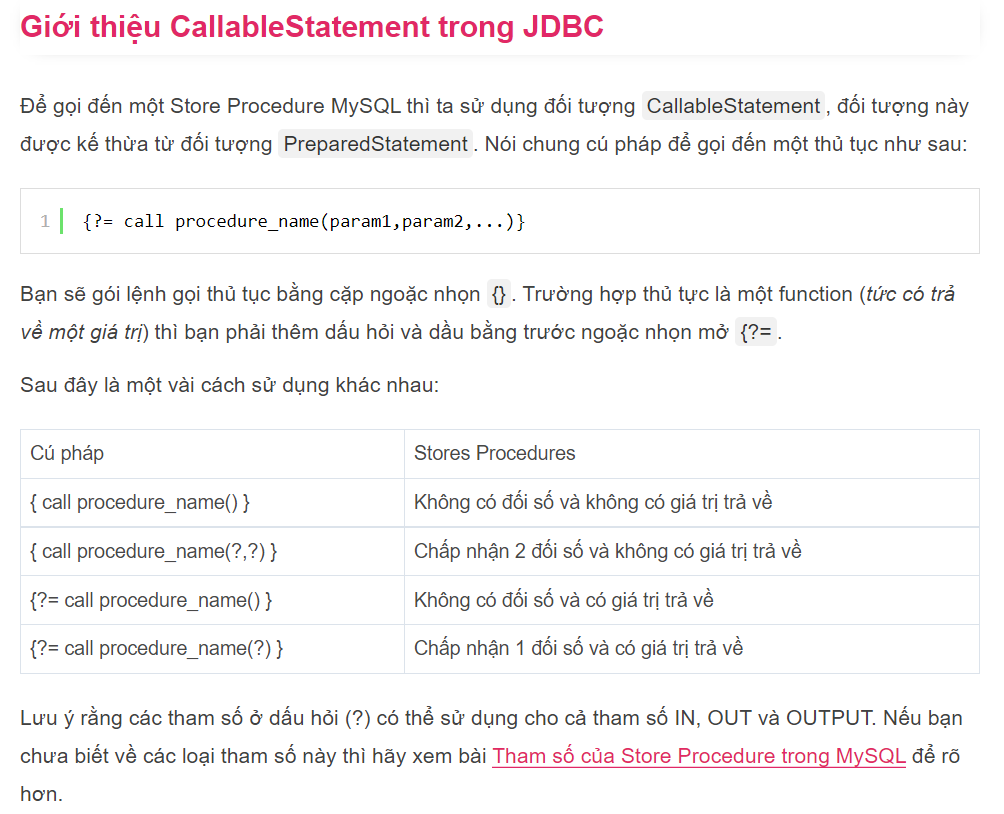 Giới thiệu CallableStatement trong JDBC
Để gọi đến một Store Procedure MySQL thì ta sử dụng đối tượng CallableStatement, đối tượng này
được kế thừa từ đối tượng PreparedStatement. Nói chung cú pháp để gọi đến một thủ tục như sau:
1 {?= call procedure_name(param1,param2,...)}
Bạn sẽ gói lệnh gọi thủ tục bằng cặp ngoặc nhọn {}. Trường hợp thủ tực là một function (tức có trả
về một giá trị) thì bạn phải thêm dấu hỏi và dầu bằng trước ngoặc nhọn mở {?=.
Sau đây là một vài cách sử dụng khác nhau:
Cú pháp Stores Procedures
{ call procedure_name() } Không có đối số và không có giá trị trả về
{ call procedure_name(?,?) } Chấp nhận 2 đối số và không có giá trị trả về
{?= call procedure_name() } Không có đối số và có giá trị trả về
{?= call procedure_name(?) } Chấp nhận 1 đối số và có giá trị trả về
Lưu ý rằng các tham số ở dấu hỏi (?) có thể sử dụng cho cả tham số IN, OUT và OUTPUT. Nếu bạn
chưa biết về các loại tham số này thì hãy xem bài Tham số của Store Procedure trong MySQL để rõ
hơn.